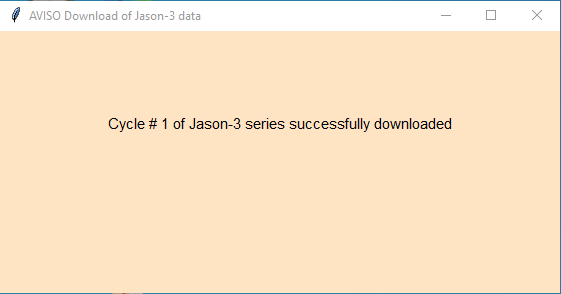 AVISO Download of Jason-3 data
Cycle # 1 of Jason-3 series successfully downloaded